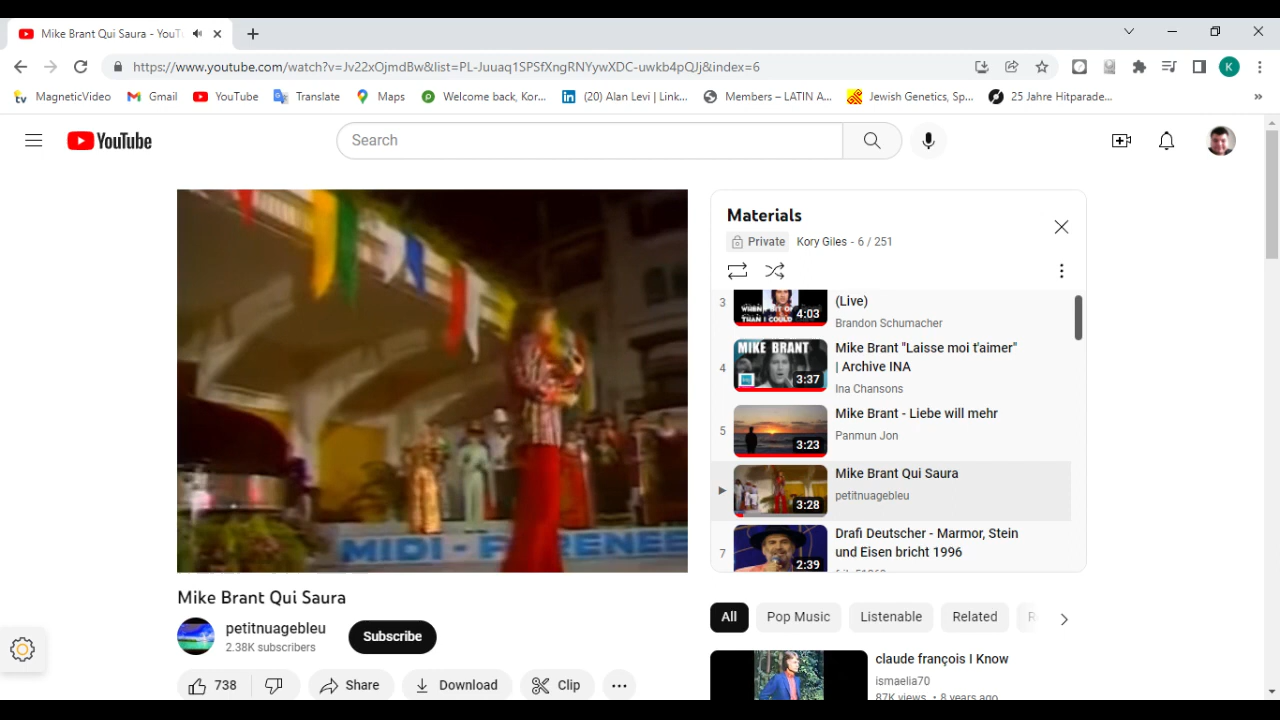 Mike Brant Qui Saura - YouTu
https://www.youtube.com/watch?v=Jv22xQjmdBw&list=PL-Juuaq1SPSfXngRNYywXDC-uwkb4pQJj&index=6
K
MagneticVideo
Gmail
YouTube
Translate
Maps
Welcome back, Kor...
(20) Alan Levi | Link...
Members – LATIN A...
Jewish Genetics, Sp...
25 Jahre Hitparade...
YouTube
Search
MIDI - P RENEE
Materials
Private
Kory Giles - 6 / 251
3
WHEN
THAN I COULD
4:03
(Live)
Brandon Schumacher
4
MIKE BRANT
3:37
Mike Brant "Laisse moi t'aimer"
| Archive INA
Ina Chansons
5
3:23
Mike Brant - Liebe will mehr
Panmun Jon
3:28
Mike Brant Qui Saura
petitnuagebleu
7
2:39
Drafi Deutscher - Marmor, Stein
und Eisen bricht 1996
Mike Brant Qui Saura
petitnuagebleu
2.38K subscribers
Subscribe
738
Share
Download
Clip
All
Pop Music
Listenable
Related
claude françois I Know
ismaelia70
87K views • 8 years ago